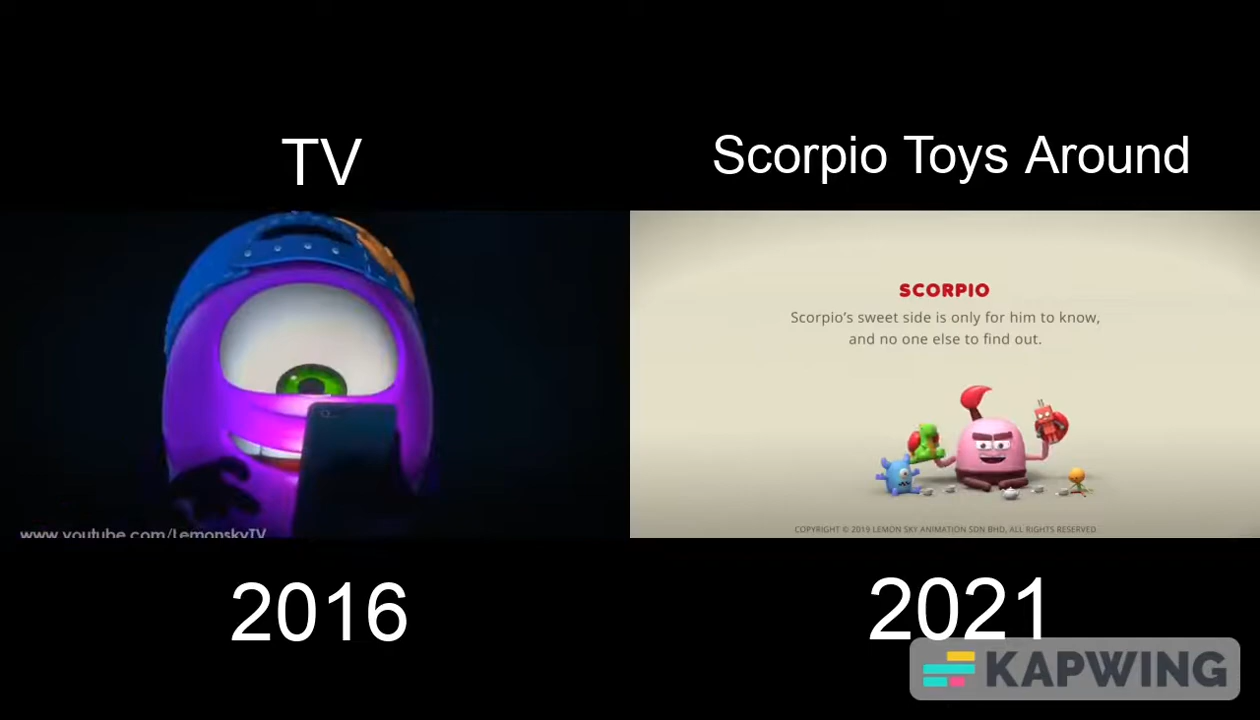 TV
Scorpio Toys Around
SCORPIO
Scorpio's sweet side is only for him to know,
and no one else to find out.
COPYRIGHT © 2019 LEMON SKY ANIMATION SDN BHD, ALL RIGHTS RESERVED
www.youtube.com/LemonskyTV
2016
2021
KAPWING